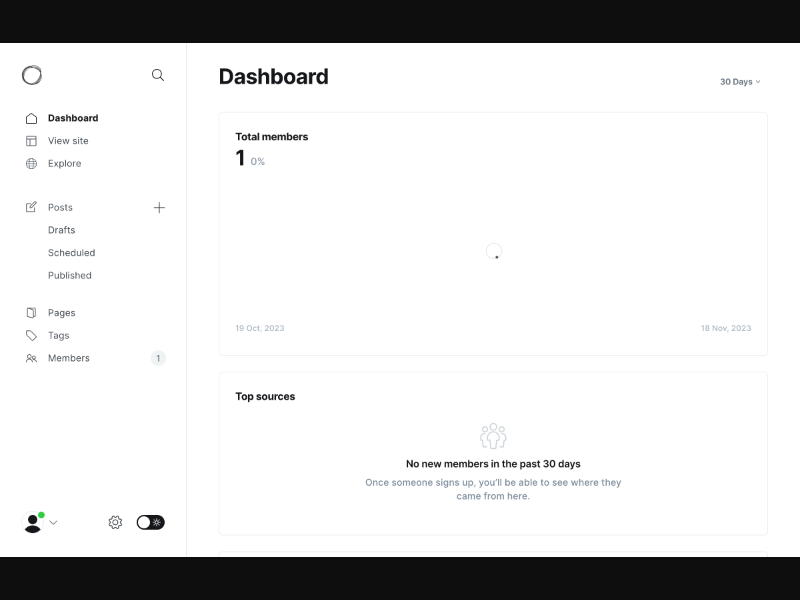 Dashboard
View site
Explore
Posts
Drafts
Scheduled
Published
Pages
Tags
Members 1
Dashboard
30 Days
Total members
1 0%
19 Oct, 2023 18 Nov, 2023
Top sources
No new members in the past 30 days
Once someone signs up, you'll be able to see where they
came from here.